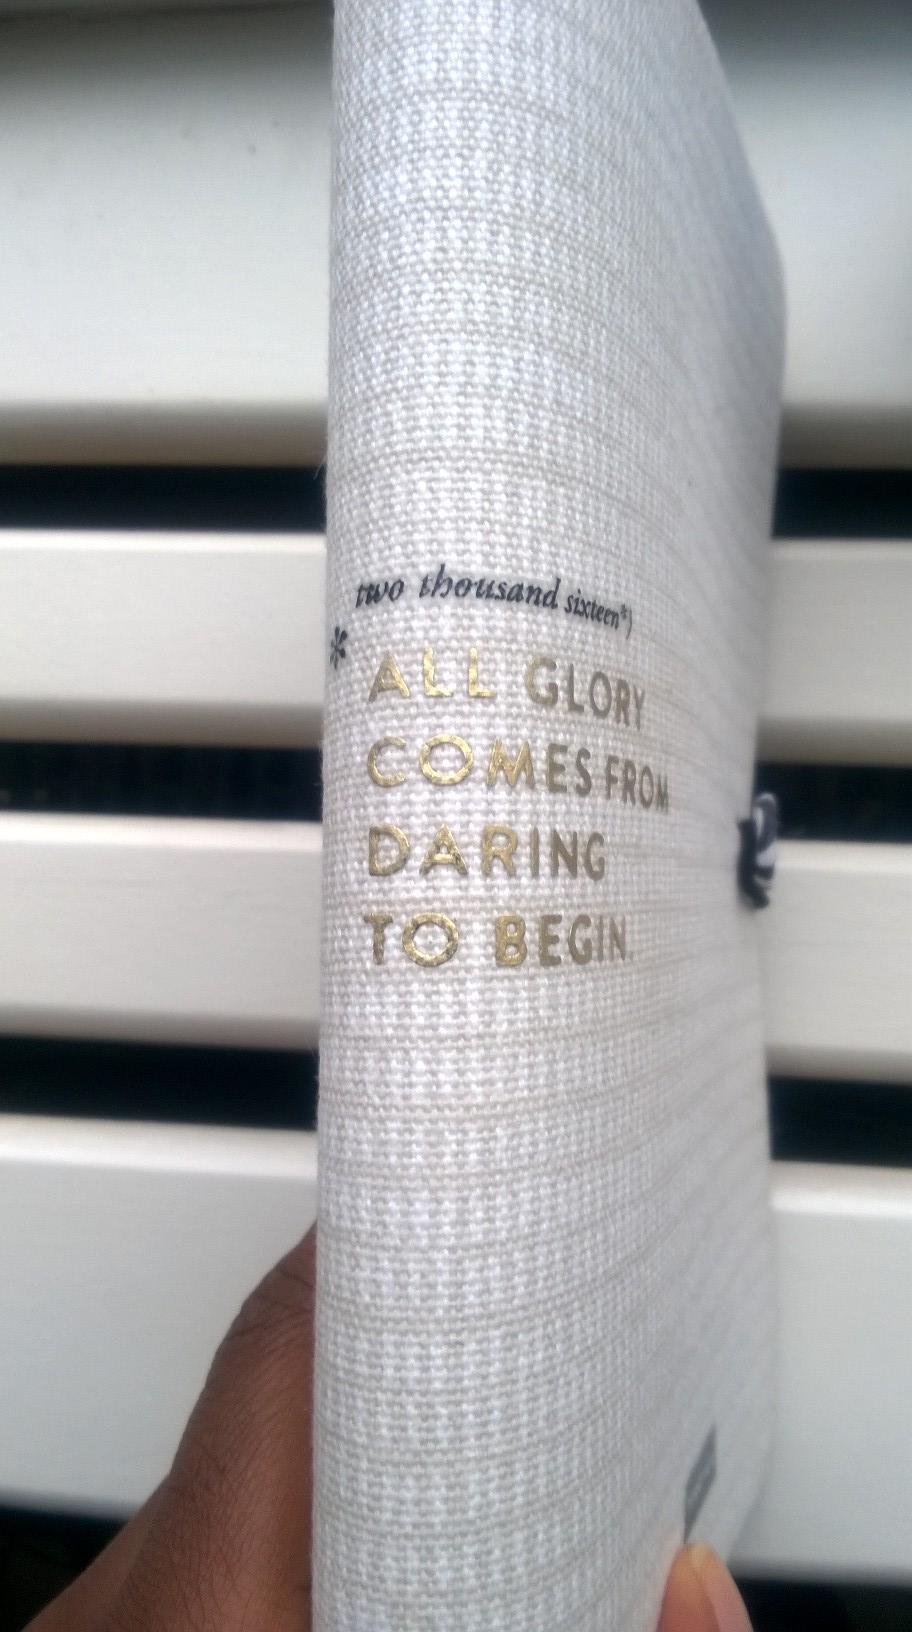 two thousand sixteen*)
* ALL GLORY
COMES FROM
DARING
TO BEGIN.